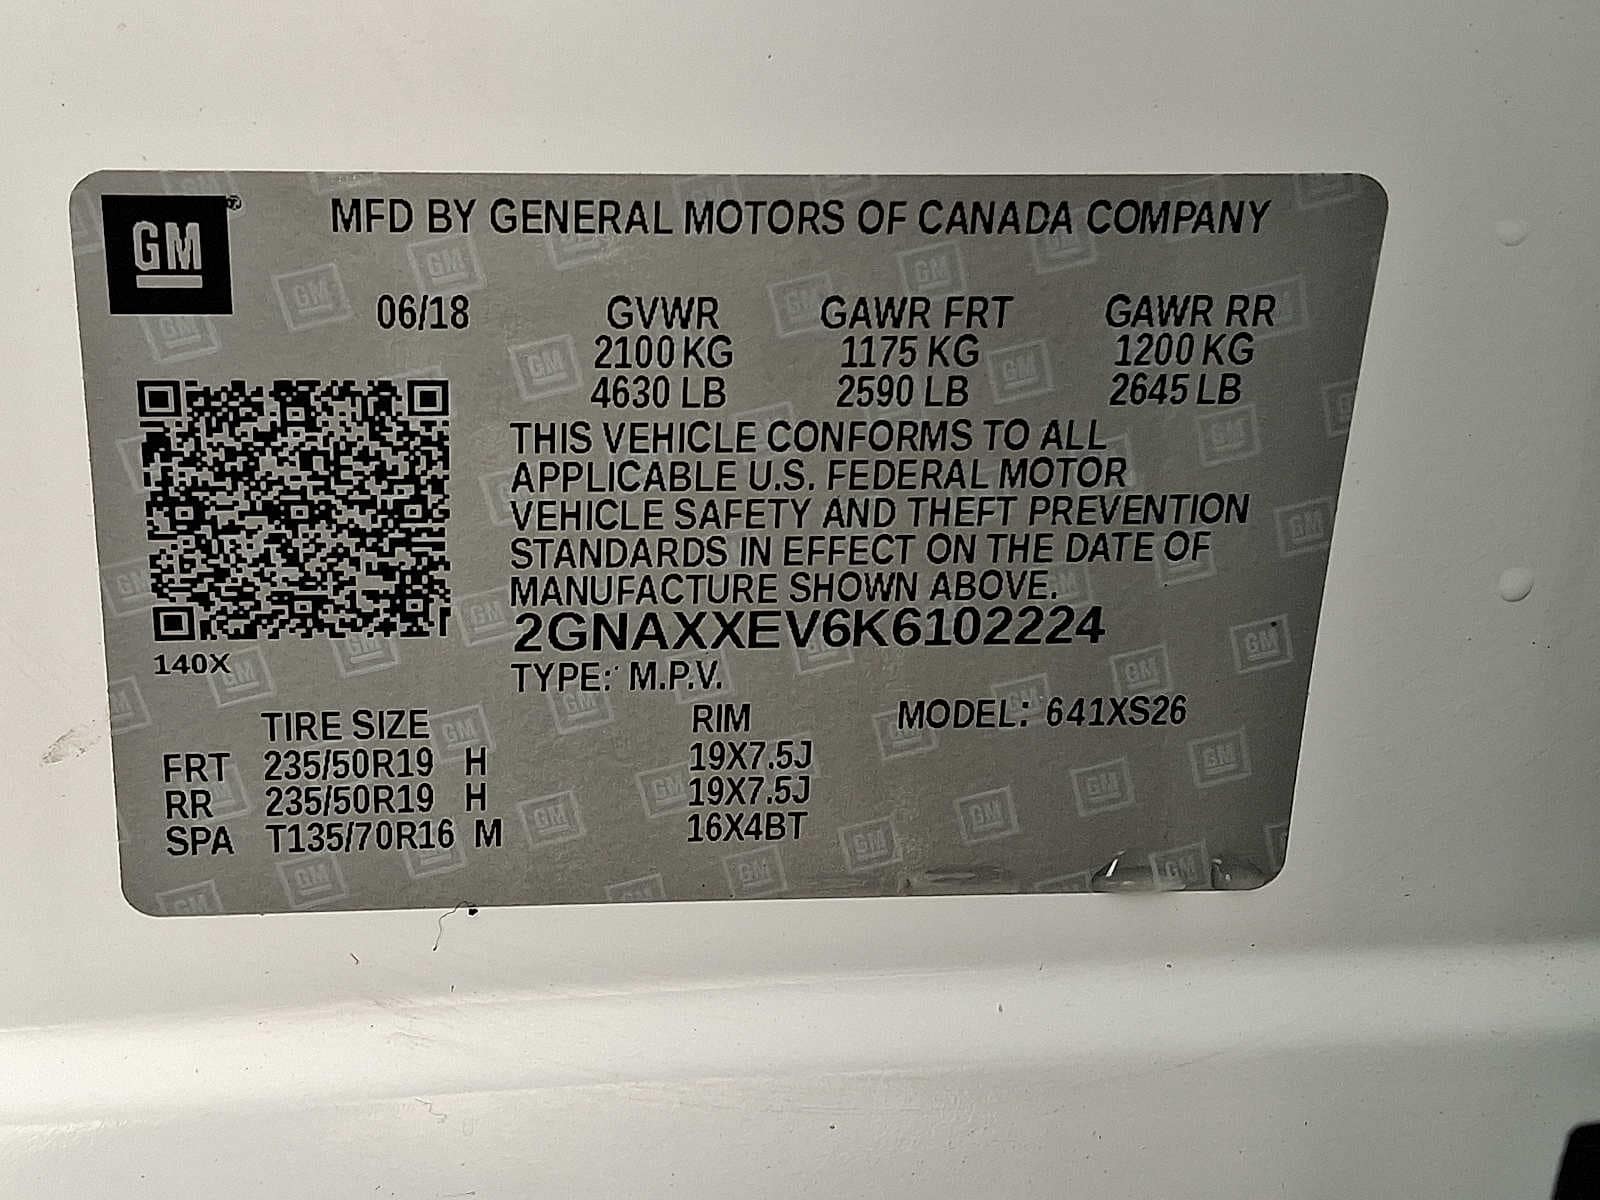 GM
MFD BY GENERAL MOTORS OF CANADA COMPANY
06/18 GVWR GAWR FRT GAWR RR
2100 KG 1175 KG 1200 KG
4630 LB 2590 LB 2645 LB
THIS VEHICLE CONFORMS TO ALL
APPLICABLE U.S. FEDERAL MOTOR
VEHICLE SAFETY AND THEFT PREVENTION
STANDARDS IN EFFECT ON THE DATE OF
MANUFACTURE SHOWN ABOVE.
2GNAXXEV6K6102224
140X
TYPE: M.P.V.
TIRE SIZE RIM MODEL: 641XS26
FRT 235/50R19 H 19X7.5J
RR 235/50R19 H 19X7.5J
SPA T135/70R16 M 16X4BT